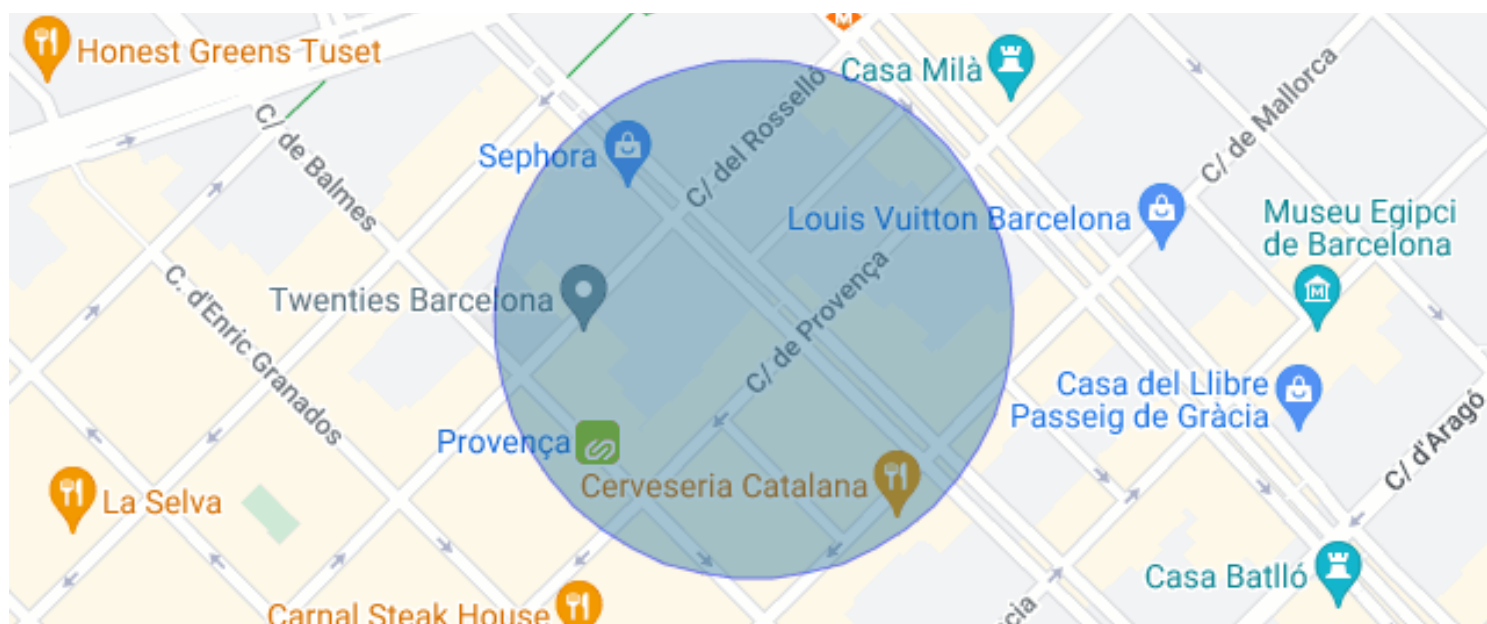 Honest Greens Tuset
Casa Milà
C/ de Mallorca
C/ de Balmes
Sephora
C/ del Rosselló
Louis Vuitton Barcelona
Museu Egipci
de Barcelona
Twenties Barcelona
C/ de Provença
C. d'Enric Granados
Casa del Llibre
Passeig de Gràcia
C/ d'Aragó
Provença
Cerveseria Catalana
La Selva
Casa Batlló
Carnal Steak House